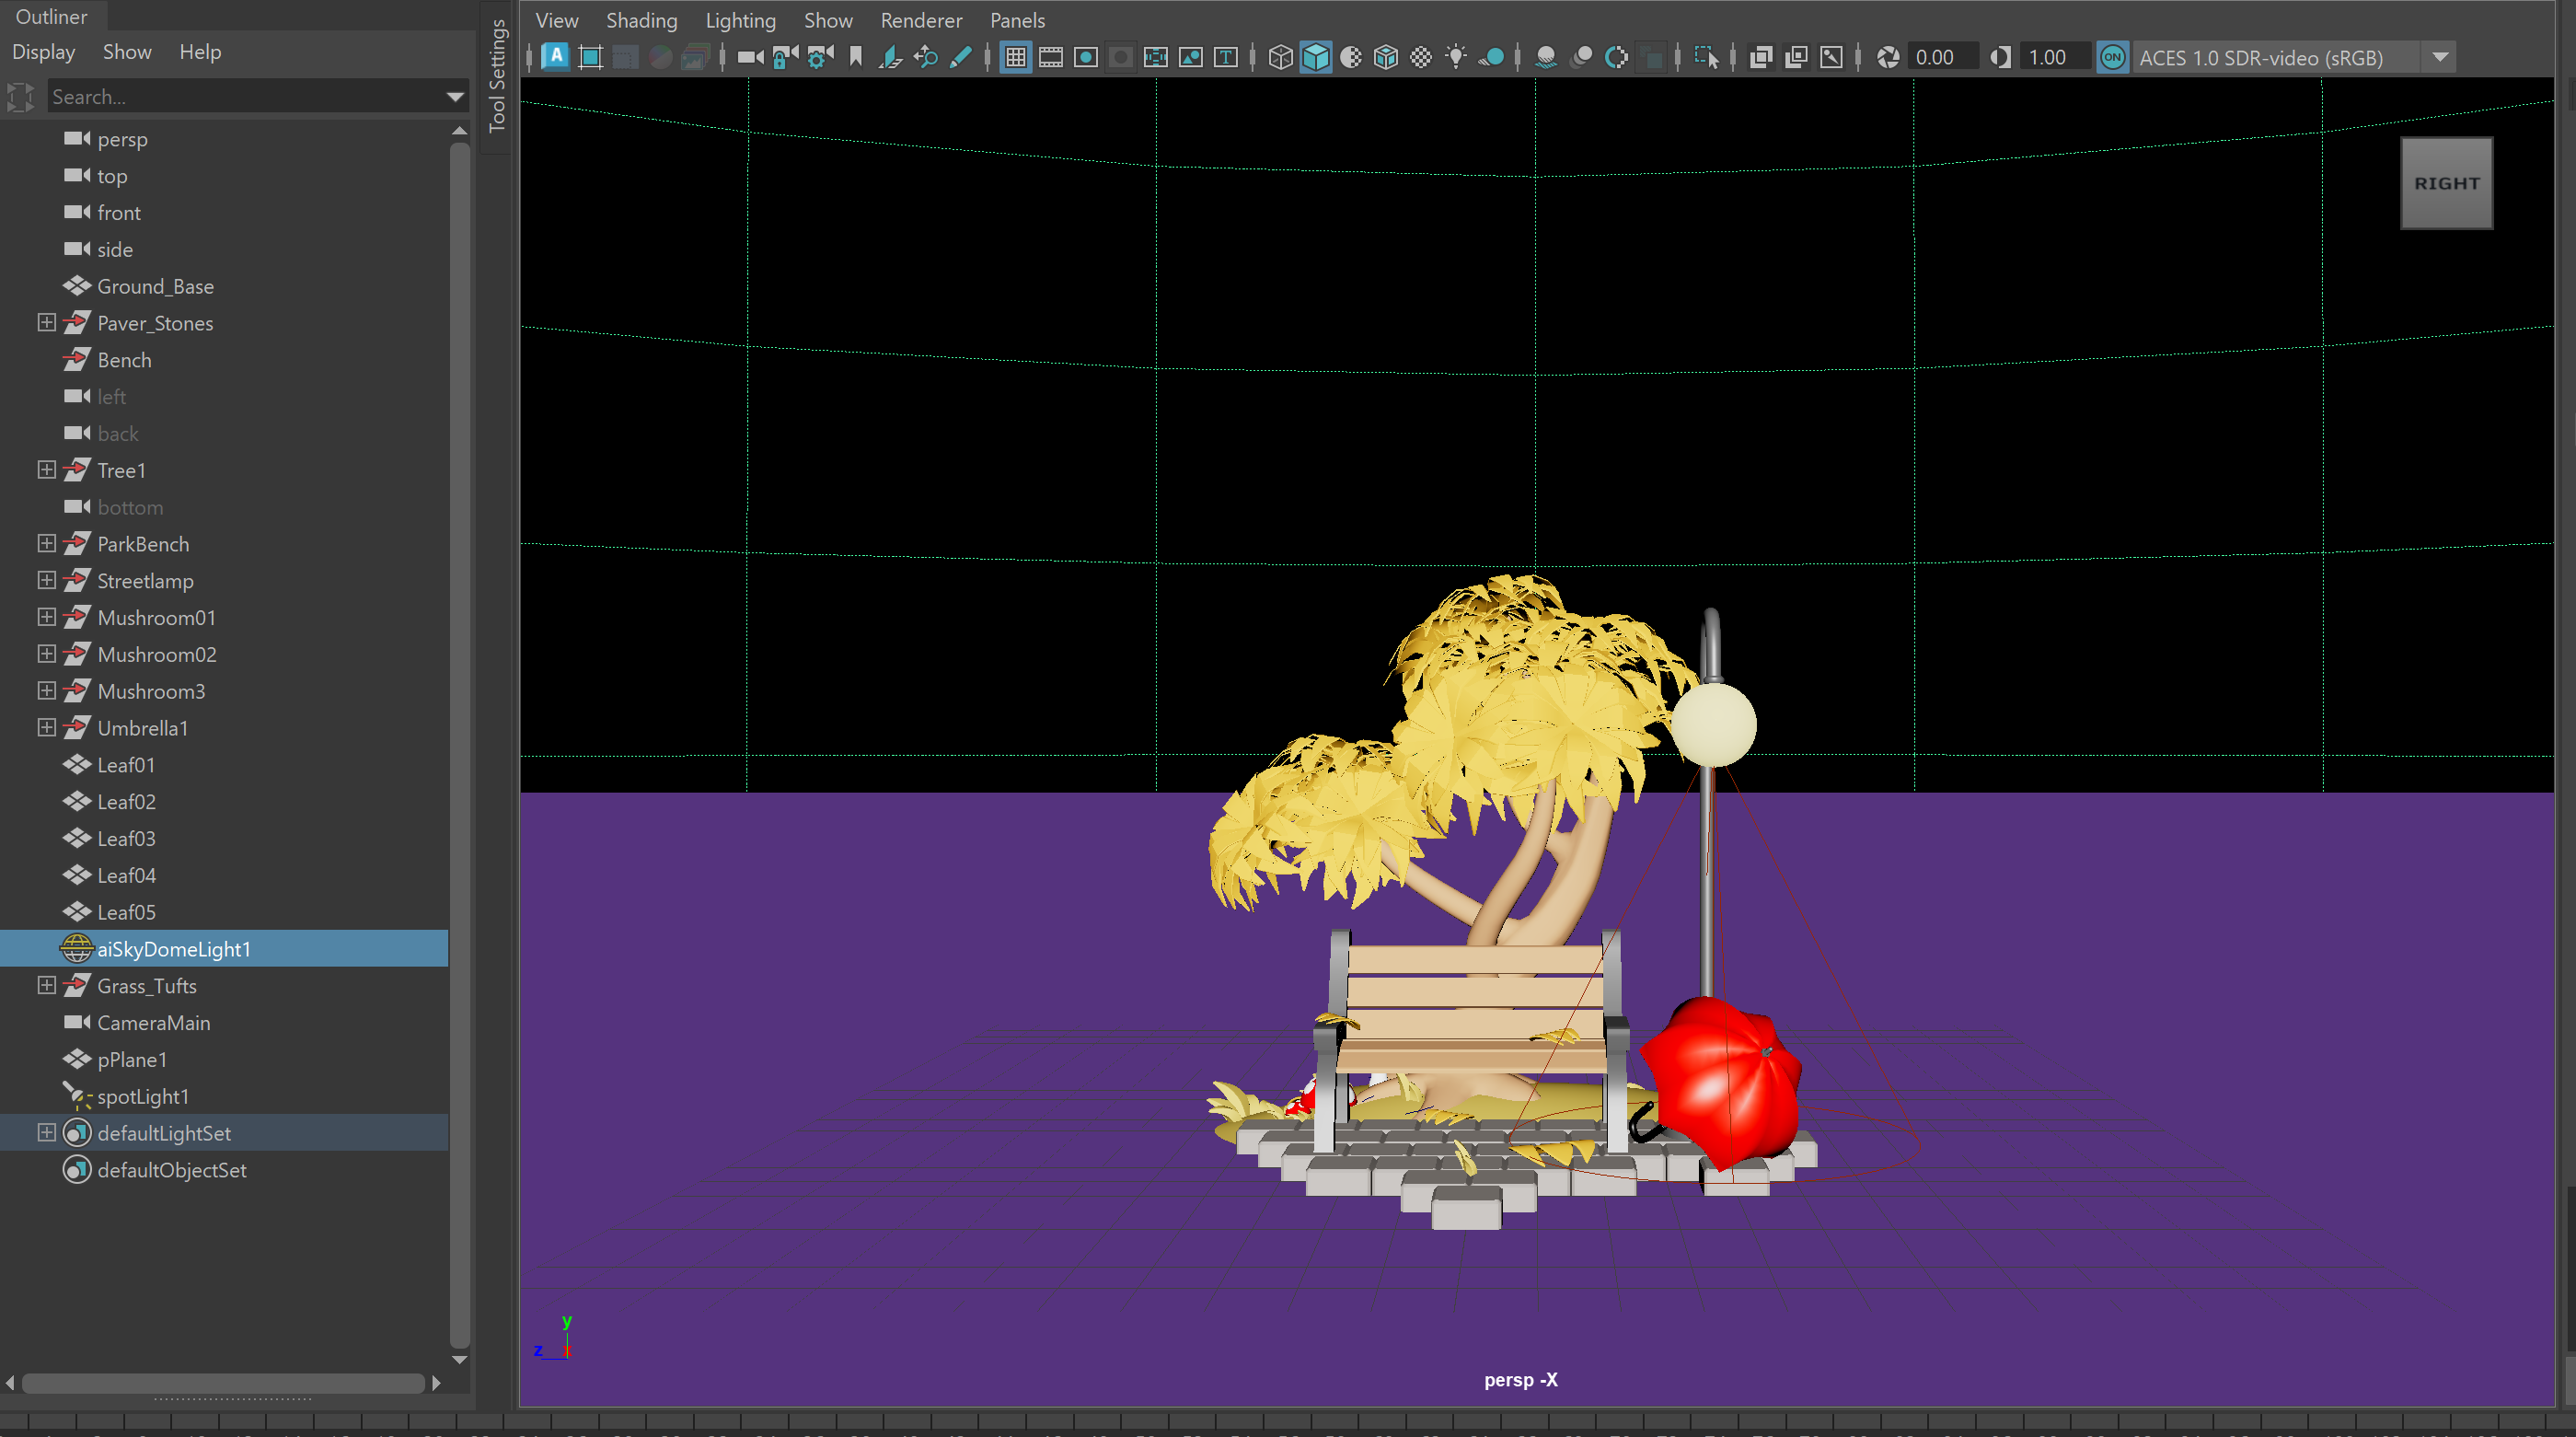 Outliner
Display Show Help
Search...
persp
top
front
side
Ground_Base
Paver_Stones
Bench
left
back
Tree1
bottom
ParkBench
Streetlamp
Mushroom01
Mushroom02
Mushroom3
Umbrella1
Leaf01
Leaf02
Leaf03
Leaf04
Leaf05
aiSkyDomeLight1
Grass_Tufts
CameraMain
pPlane1
spotLight1
defaultLightSet
defaultObjectSet
Tool Settings
View Shading Lighting Show Renderer Panels
A T 0.00 1.00 ON ACES 1.0 SDR-video (sRGB)
RIGHT
y
z x
persp -X